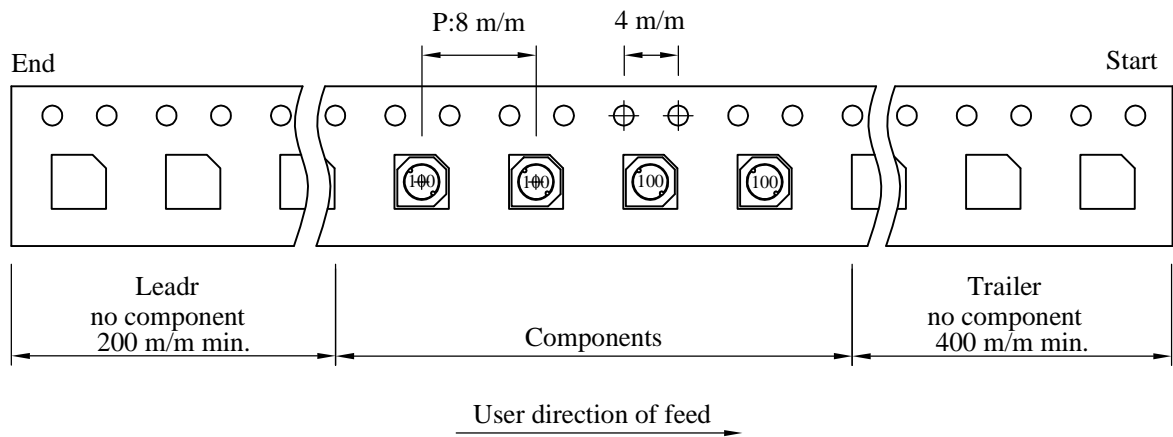 P:8 m/m
4 m/m
End
Start
100
100
100
100
Leadr
no component
200 m/m min.
Components
Trailer
no component
400 m/m min.
User direction of feed